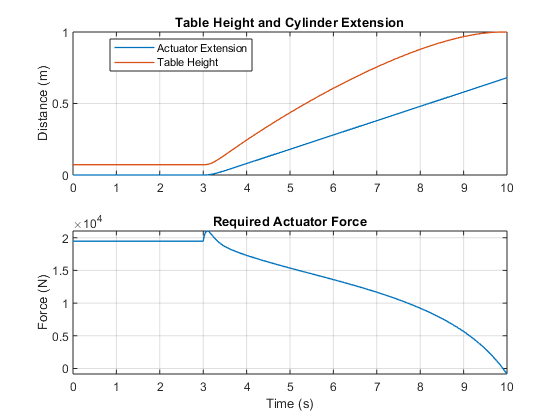 Table Height and Cylinder Extension
1
0.5
0
Distance (m)
Actuator Extension
Table Height
0 1 2 3 4 5 6 7 8 9 10
Required Actuator Force
×10⁴
2
1.5
1
0.5
0
Force (N)
0 1 2 3 4 5 6 7 8 9 10
Time (s)